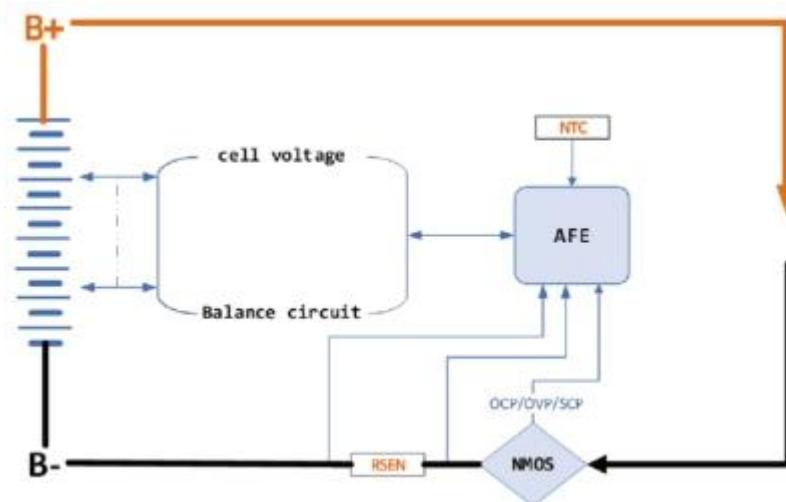 B+
NTC
cell voltage
AFE
Balance circuit
OCP/OVP/SCP
B-
RSEN
NMOS